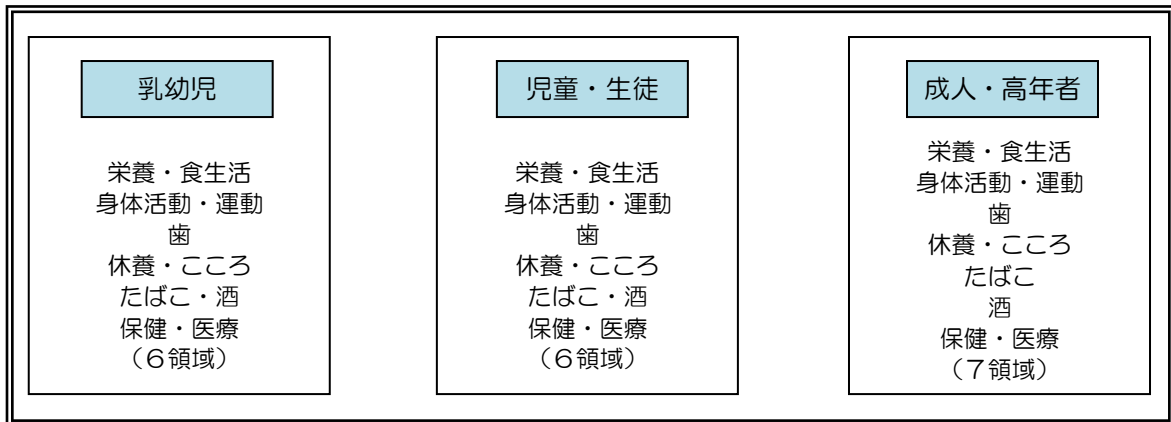 乳幼児
栄養・食生活
身体活動・運動
歯
休養・こころ
たばこ・酒
保健・医療
（６領域）
児童・生徒
栄養・食生活
身体活動・運動
歯
休養・こころ
たばこ・酒
保健・医療
（６領域）
成人・高年者
栄養・食生活
身体活動・運動
歯
休養・こころ
たばこ
酒
保健・医療
（７領域）